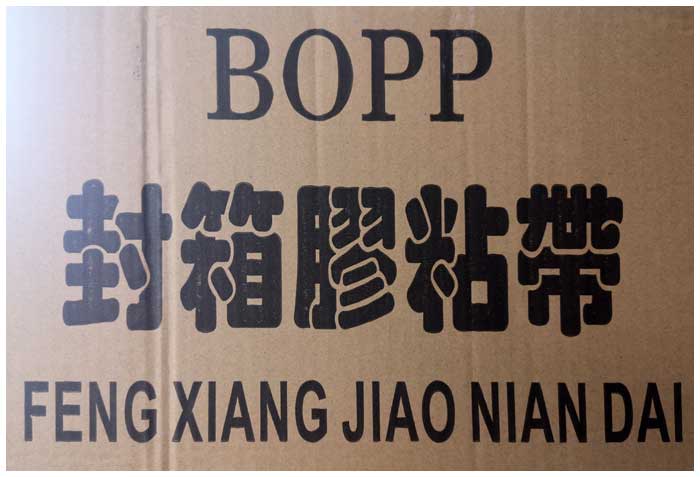 BOPP
封箱膠粘帶
FENG XIANG JIAO NIAN DAI